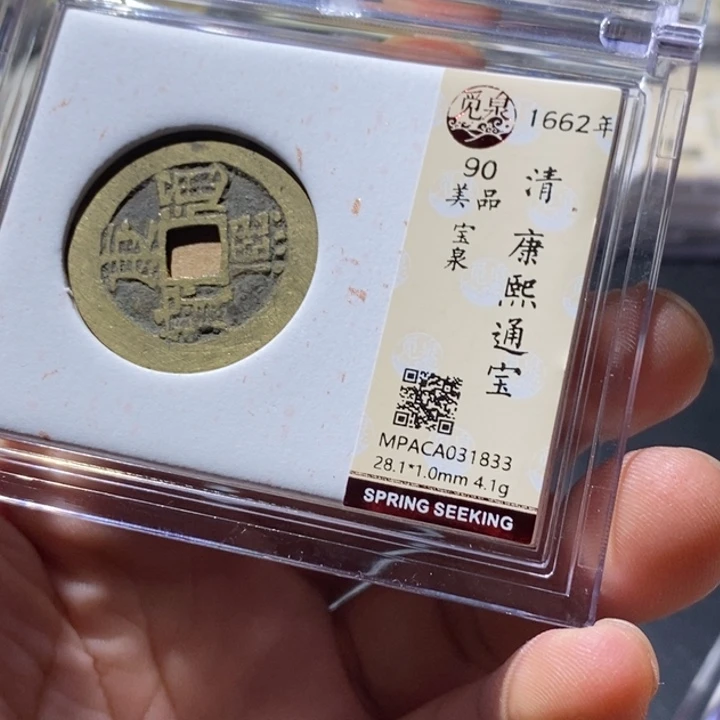 觅泉
1662年
90
美品
宝泉
清
康熙通宝
MPACA031833
28.1*1.0mm 4.1g
SPRING SEEKING